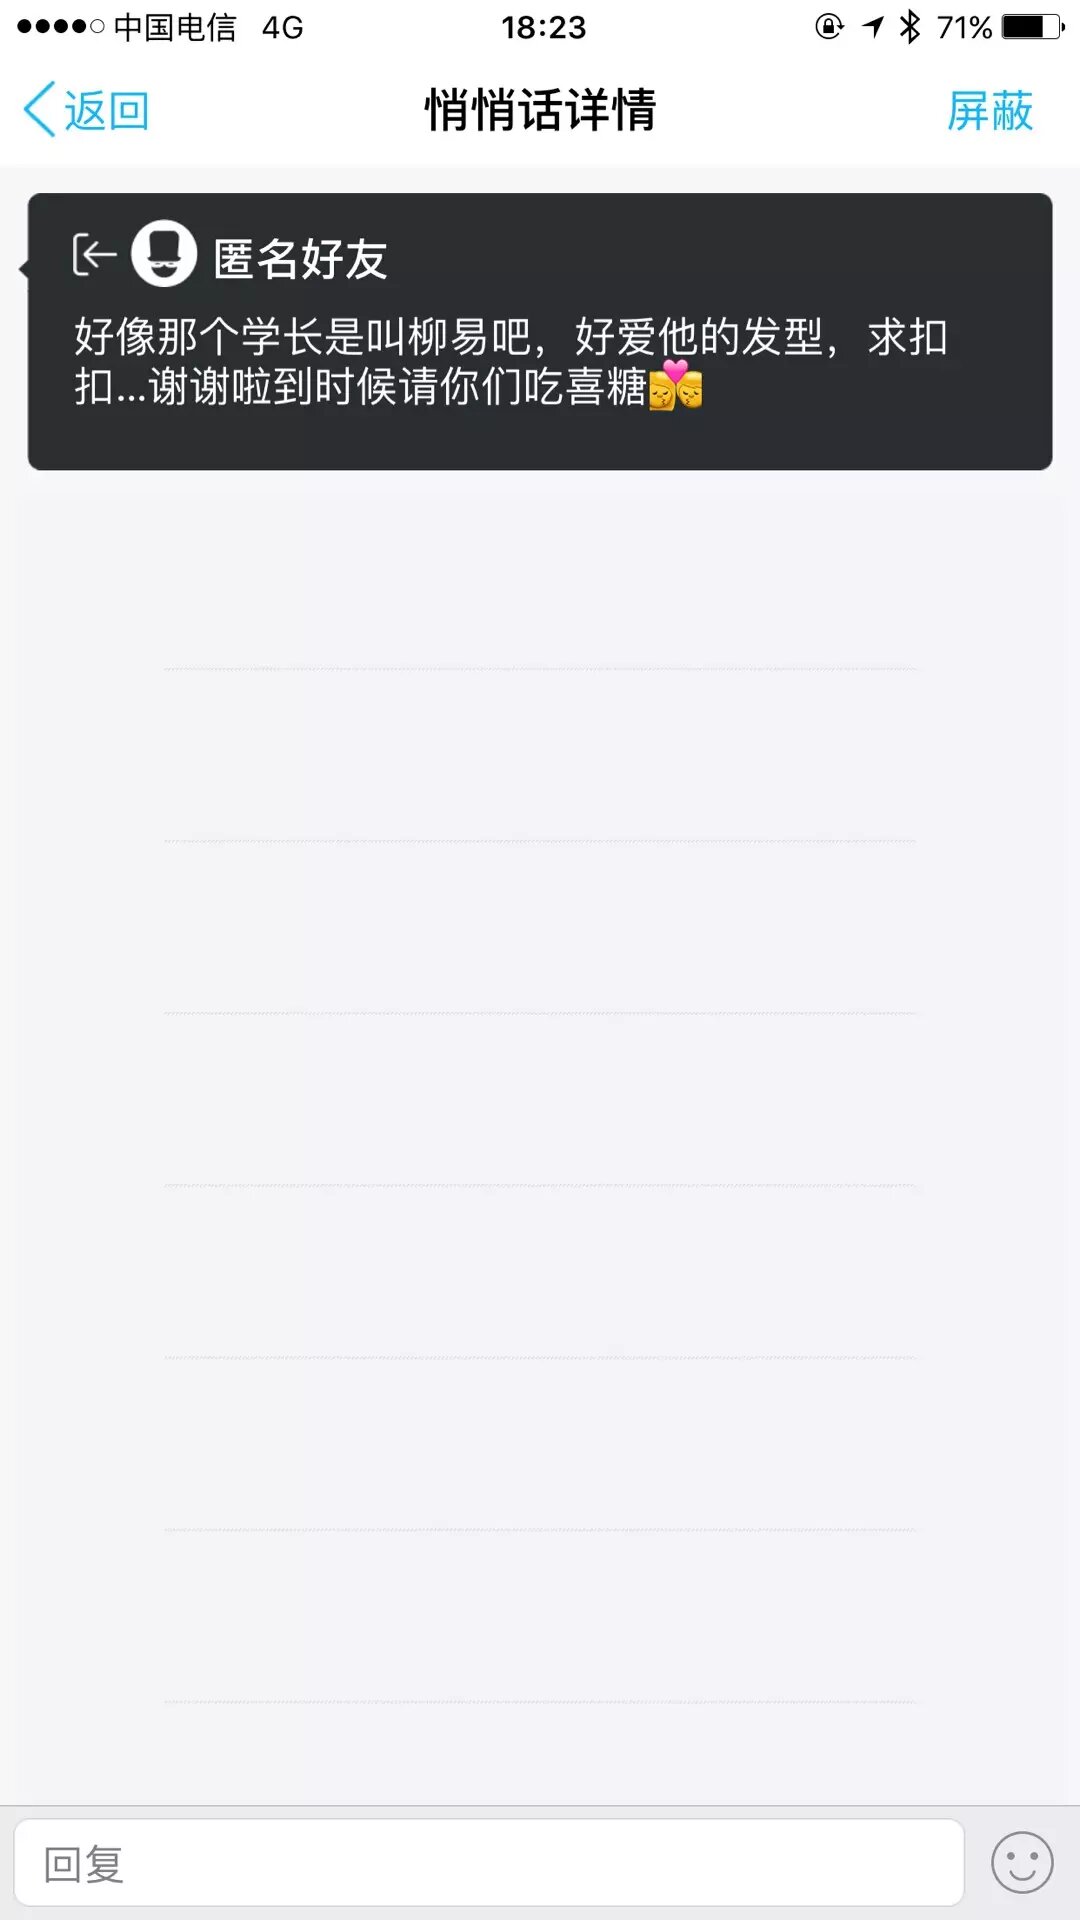 中国电信 4G 18:23 71%
返回 悄悄话详情 屏蔽
匿名好友
好像那个学长是叫柳易吧，好爱他的发型，求扣
扣...谢谢啦到时候请你们吃喜糖💏
回复